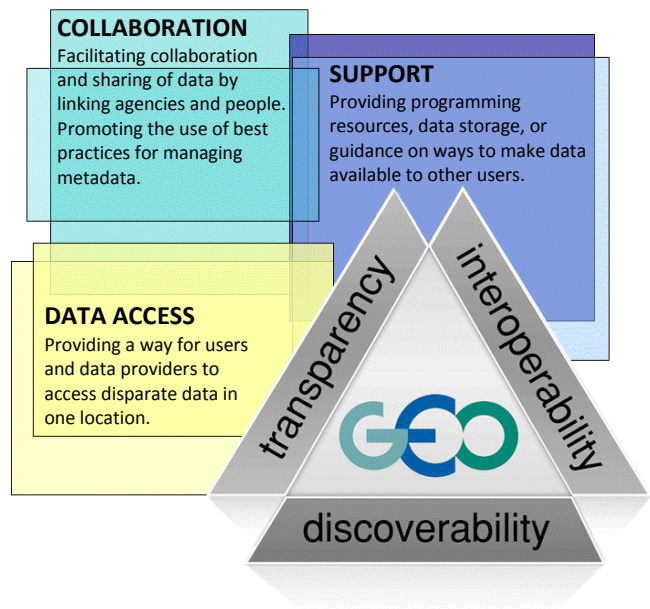 COLLABORATION
Facilitating collaboration
and sharing of data by
linking agencies and people.
Promoting the use of best
practices for managing
metadata.
SUPPORT
Providing programming
resources, data storage, or
guidance on ways to make data
available to other users.
DATA ACCESS
Providing a way for users
and data providers to
access disparate data in
one location.
transparency
interoperability
GEO
discoverability